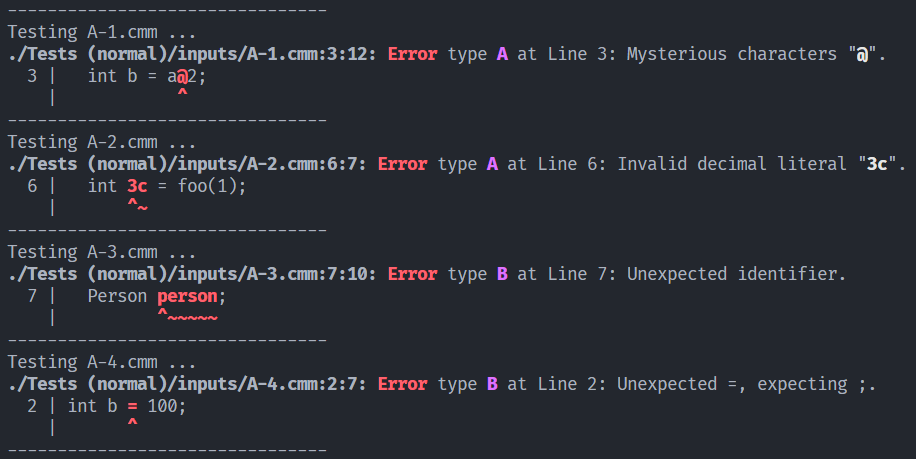 --------------------------------
Testing A-1.cmm ...
./Tests (normal)/inputs/A-1.cmm:3:12: Error type A at Line 3: Mysterious characters "@".
  3 |   int b = a@2;
    |            ^
--------------------------------
Testing A-2.cmm ...
./Tests (normal)/inputs/A-2.cmm:6:7: Error type A at Line 6: Invalid decimal literal "3c".
  6 |   int 3c = foo(1);
    |       ^~
--------------------------------
Testing A-3.cmm ...
./Tests (normal)/inputs/A-3.cmm:7:10: Error type B at Line 7: Unexpected identifier.
  7 |   Person person;
    |          ^~~~~~
--------------------------------
Testing A-4.cmm ...
./Tests (normal)/inputs/A-4.cmm:2:7: Error type B at Line 2: Unexpected =, expecting ;.
  2 | int b = 100;
    |       ^
--------------------------------